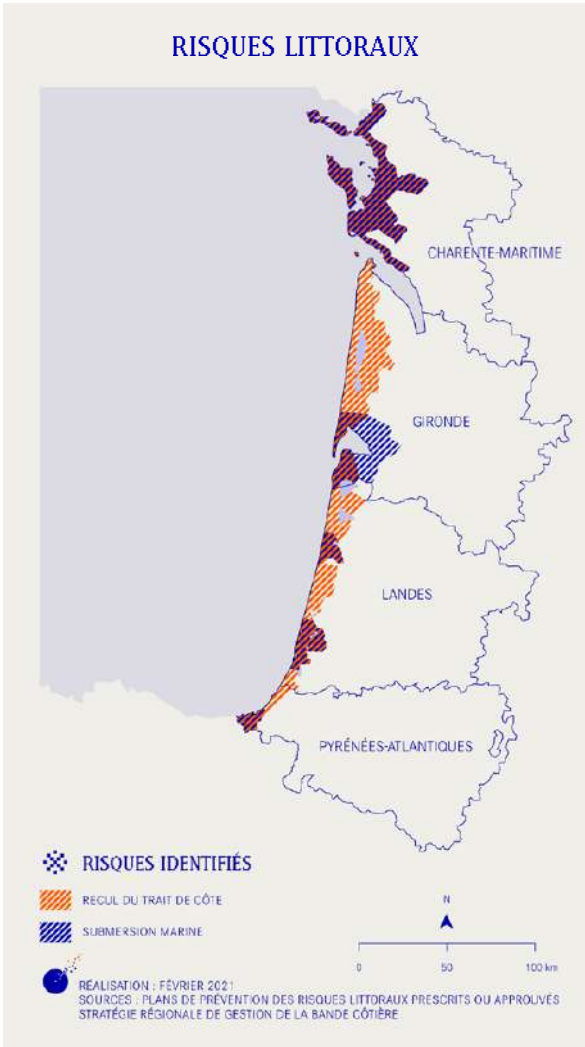 RISQUES LITTORAUX
CHARENTE-MARITIME
GIRONDE
LANDES
PYRÉNÉES-ATLANTIQUES
RISQUES IDENTIFIÉS
RECUL DU TRAIT DE CÔTE
SUBMERSION MARINE
N
0 50 100 km
RÉALISATION : FÉVRIER 2021
SOURCES : PLANS DE PRÉVENTION DES RISQUES LITTORAUX PRESCRITS OU APPROUVÉS
STRATÉGIE RÉGIONALE DE GESTION DE LA BANDE CÔTIÈRE